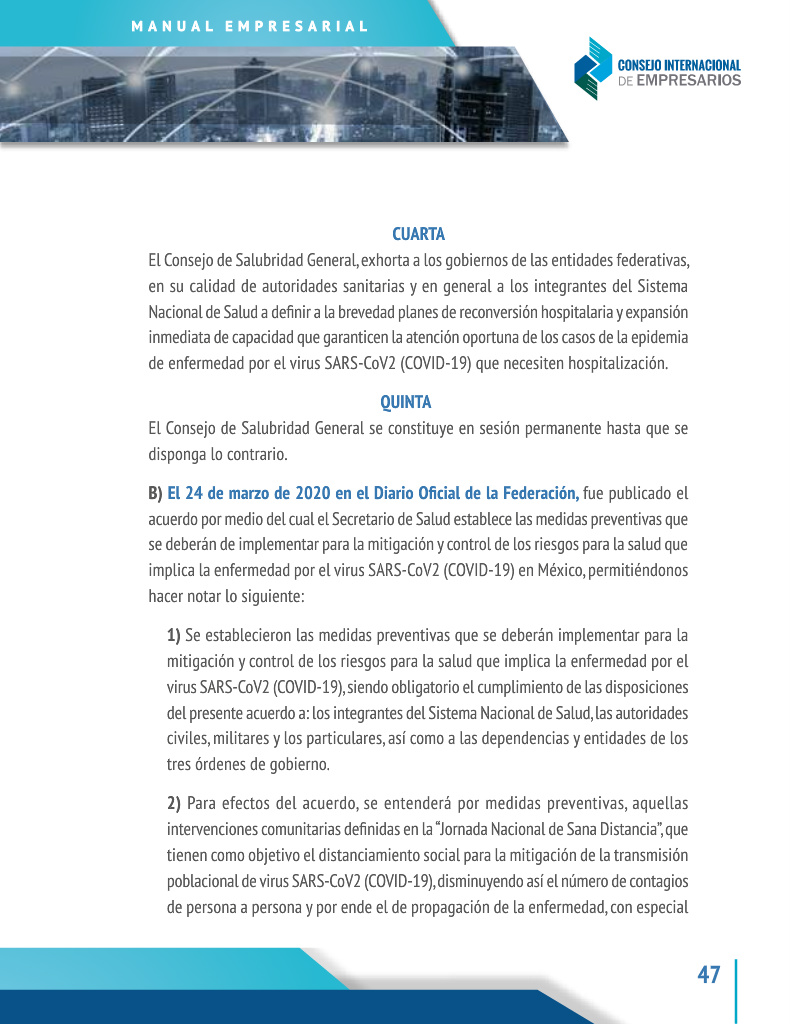 MANUAL EMPRESARIAL
CONSEJO INTERNACIONAL
DE EMPRESARIOS
CUARTA
El Consejo de Salubridad General, exhorta a los gobiernos de las entidades federativas,
en su calidad de autoridades sanitarias y en general a los integrantes del Sistema
Nacional de Salud a definir a la brevedad planes de reconversión hospitalaria y expansión
inmediata de capacidad que garanticen la atención oportuna de los casos de la epidemia
de enfermedad por el virus SARS-CoV2 (COVID-19) que necesiten hospitalización.
QUINTA
El Consejo de Salubridad General se constituye en sesión permanente hasta que se
disponga lo contrario.
B) El 24 de marzo de 2020 en el Diario Oficial de la Federación, fue publicado el
acuerdo por medio del cual el Secretario de Salud establece las medidas preventivas que
se deberán de implementar para la mitigación y control de los riesgos para la salud que
implica la enfermedad por el virus SARS-CoV2 (COVID-19) en México, permitiéndonos
hacer notar lo siguiente:
1) Se establecieron las medidas preventivas que se deberán implementar para la
mitigación y control de los riesgos para la salud que implica la enfermedad por el
virus SARS-CoV2 (COVID-19), siendo obligatorio el cumplimiento de las disposiciones
del presente acuerdo a: los integrantes del Sistema Nacional de Salud, las autoridades
civiles, militares y los particulares, así como a las dependencias y entidades de los
tres órdenes de gobierno.
2) Para efectos del acuerdo, se entenderá por medidas preventivas, aquellas
intervenciones comunitarias definidas en la “Jornada Nacional de Sana Distancia”, que
tienen como objetivo el distanciamiento social para la mitigación de la transmisión
poblacional de virus SARS-CoV2 (COVID-19), disminuyendo así el número de contagios
de persona a persona y por ende el de propagación de la enfermedad, con especial
47